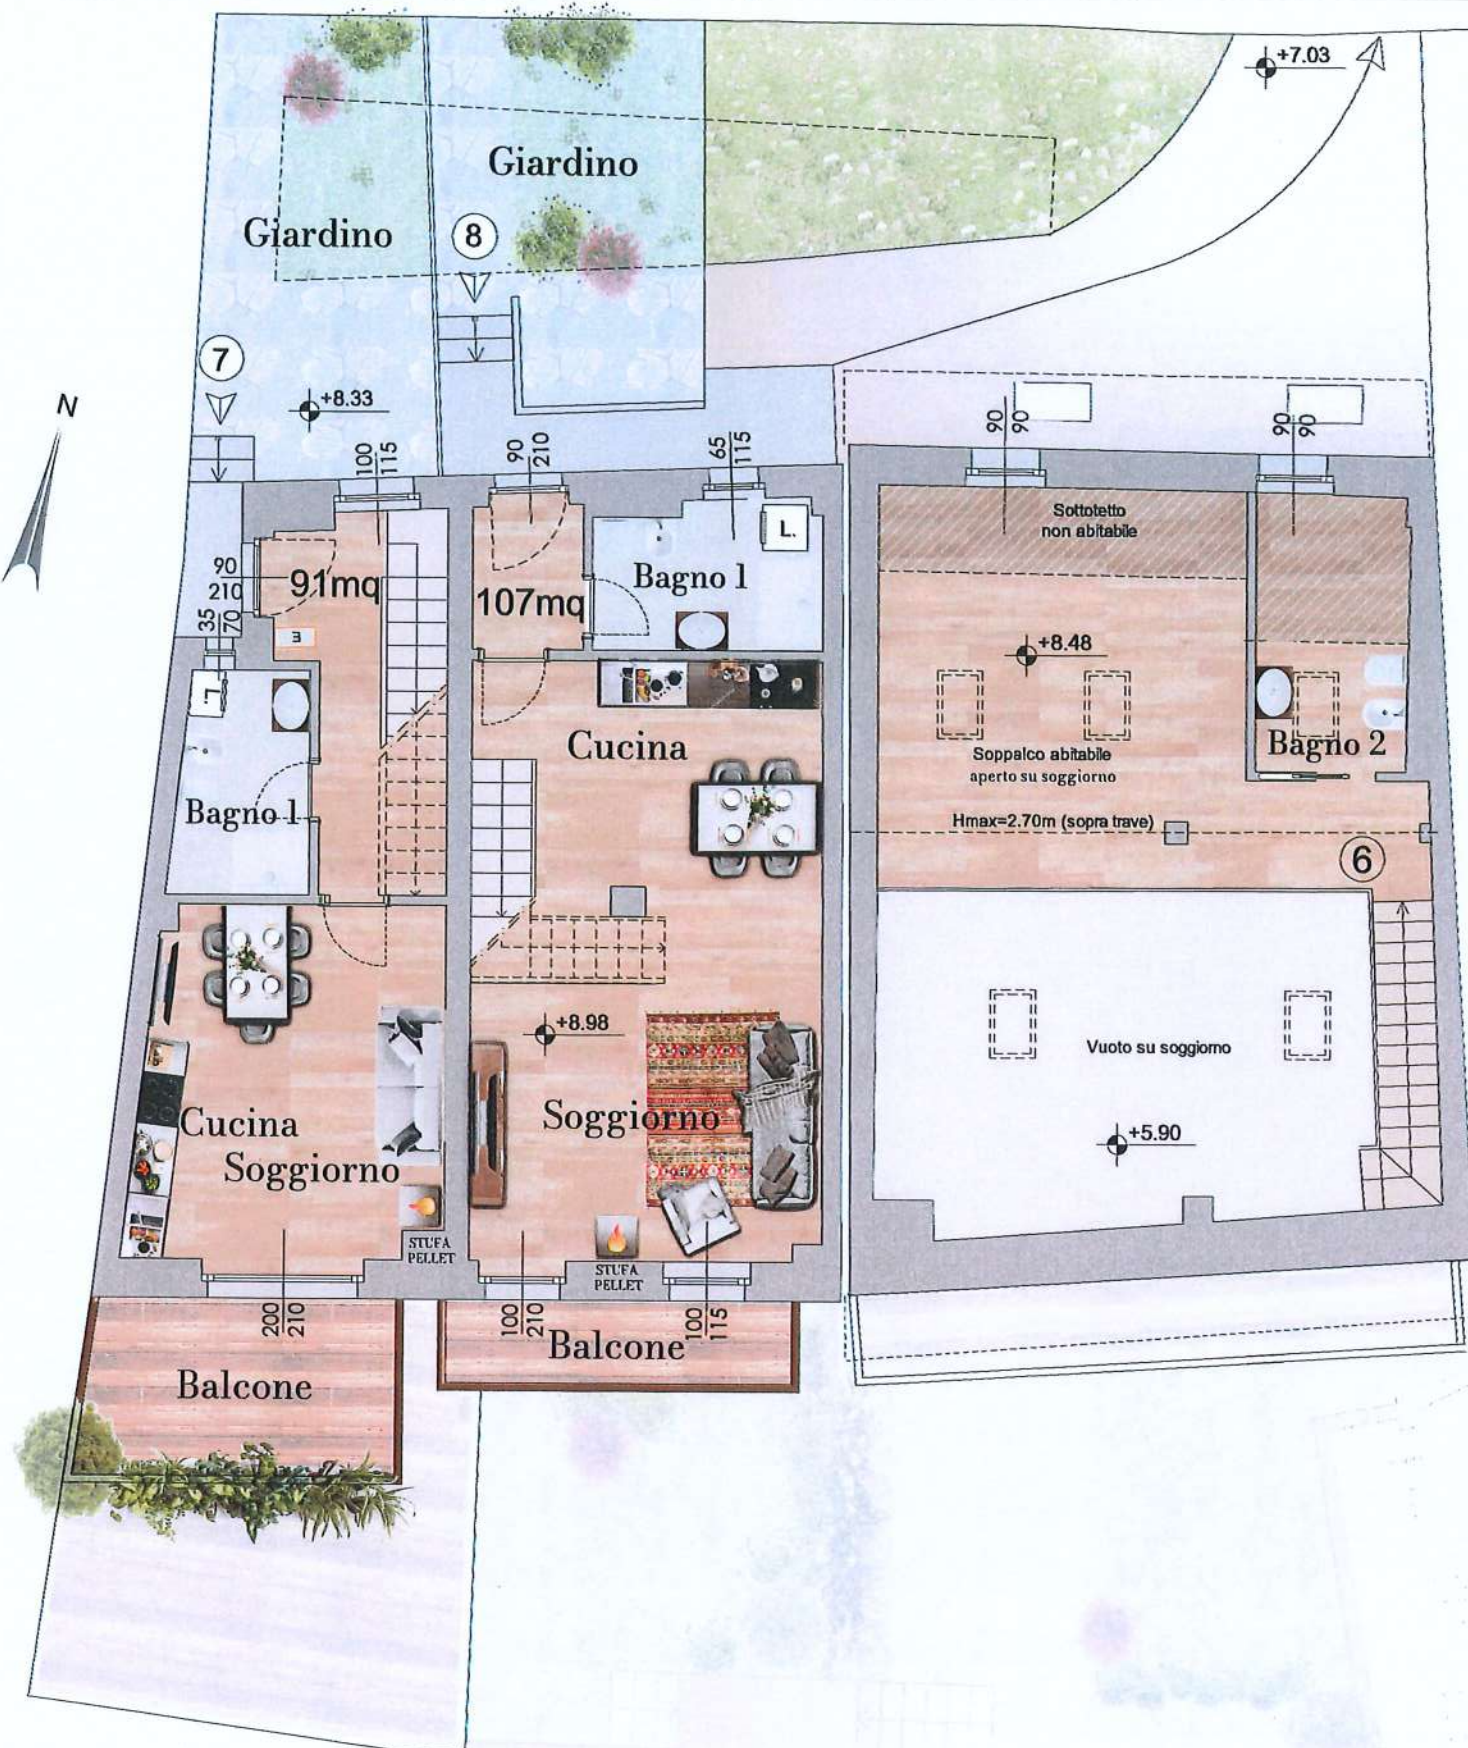 +7.03
Giardino
Giardino
8
7
+8.33
N
100
115
90
210
65
115
90
90
90
90
L.
Sottotetto
non abitabile
90
210
91mq
107mq
Bagno 1
35
70
E
+8.48
L.
Cucina
Bagno 2
Soppalco abitabile
aperto su soggiorno
Bagno 1
Hmax=2.70m (sopra trave)
6
+8.98
Vuoto su soggiorno
Cucina
Soggiorno
Soggiorno
+5.90
STUFA
PELLET
STUFA
PELLET
200
210
100
210
100
115
Balcone
Balcone